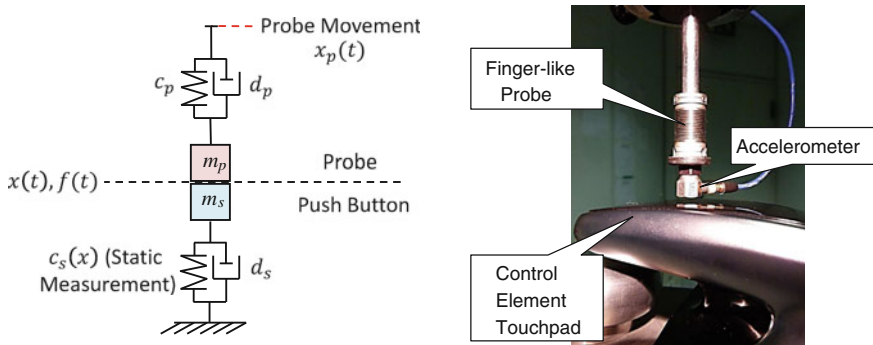 Probe Movement
x_p(t)
c_p
d_p
m_p
Probe
x(t), f(t)
m_s
Push Button
c_s(x) (Static
Measurement)
d_s
Finger-like
Probe
Accelerometer
Control
Element
Touchpad